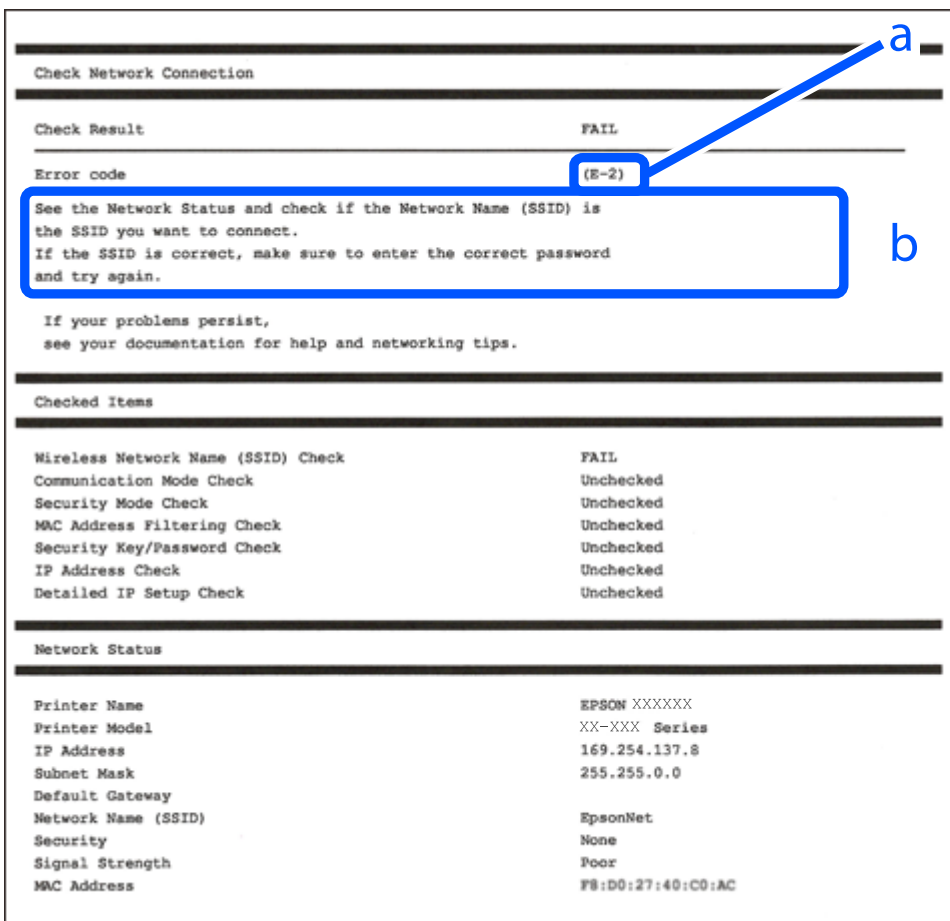 a
Check Network Connection
Check Result FAIL
Error code (E-2)
See the Network Status and check if the Network Name (SSID) is
the SSID you want to connect.
If the SSID is correct, make sure to enter the correct password
and try again.
b
If your problems persist,
see your documentation for help and networking tips.
Checked Items
Wireless Network Name (SSID) Check FAIL
Communication Mode Check Unchecked
Security Mode Check Unchecked
MAC Address Filtering Check Unchecked
Security Key/Password Check Unchecked
IP Address Check Unchecked
Detailed IP Setup Check Unchecked
Network Status
Printer Name EPSON XXXXXX
Printer Model XX-XXX Series
IP Address 169.254.137.8
Subnet Mask 255.255.0.0
Default Gateway
Network Name (SSID) EpsonNet
Security None
Signal Strength Poor
MAC Address F8:D0:27:40:C0:AC